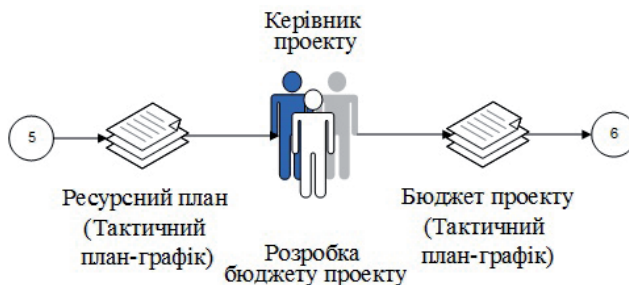 Керівник
проекту
5
6
Ресурсний план
(Тактичний
план-графік)
Розробка
бюджету проекту
Бюджет проекту
(Тактичний
план-графік)